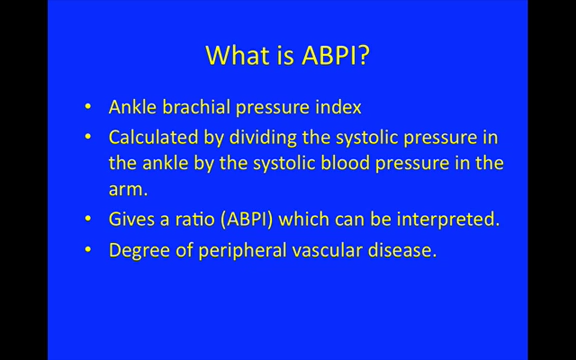 What is ABPI?
• Ankle brachial pressure index
• Calculated by dividing the systolic pressure in
the ankle by the systolic blood pressure in the
arm.
• Gives a ratio (ABPI) which can be interpreted.
• Degree of peripheral vascular disease.